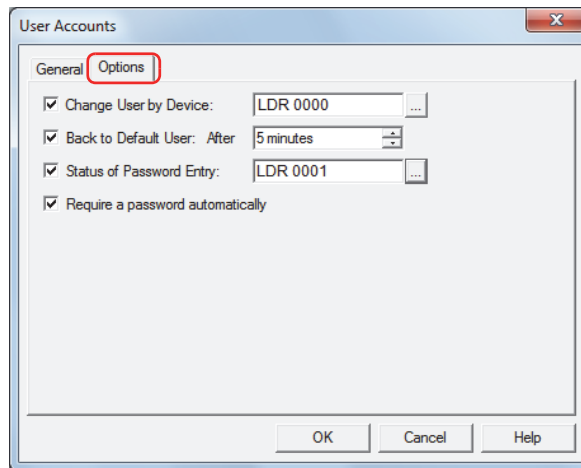 User Accounts
General Options
Change User by Device: LDR 0000 ...
Back to Default User: After 5 minutes
Status of Password Entry: LDR 0001 ...
Require a password automatically
OK Cancel Help